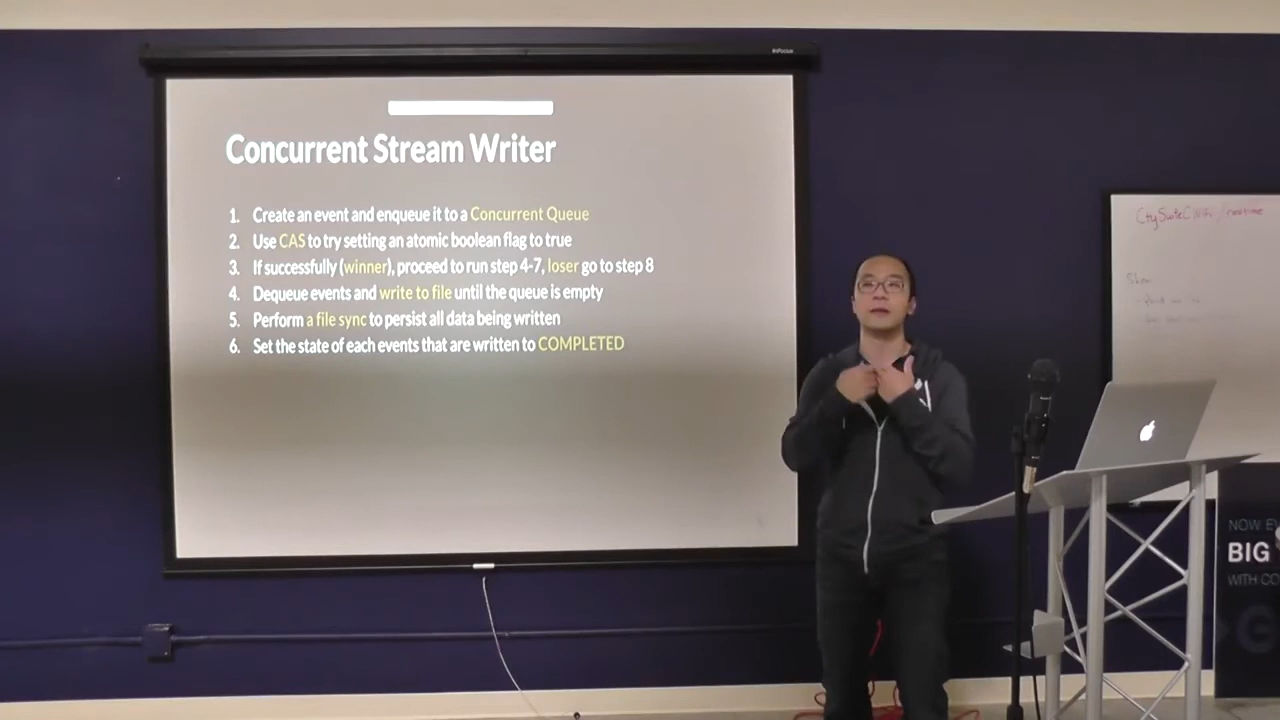 InFocus
Concurrent Stream Writer
1. Create an event and enqueue it to a Concurrent Queue
2. Use CAS to try setting an atomic boolean flag to true
3. If successfully (winner), proceed to run step 4-7, loser go to step 8
4. Dequeue events and write to file until the queue is empty
5. Perform a file sync to persist all data being written
6. Set the state of each events that are written to COMPLETED
NOW
BIG
WITH